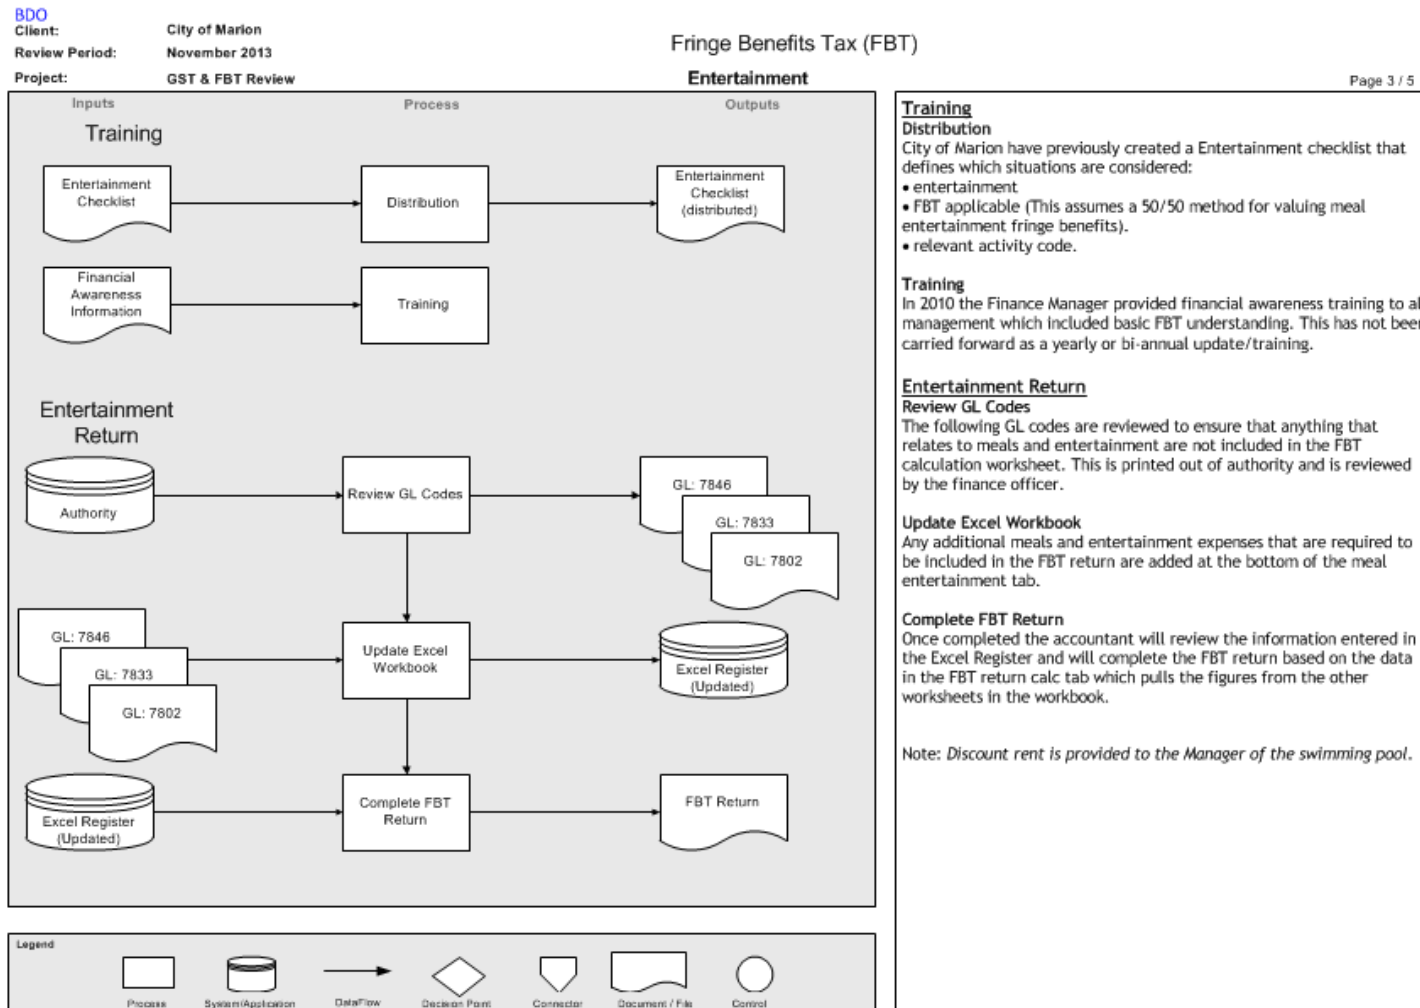 BDO
Client: City of Marion
Review Period: November 2013
Project: GST & FBT Review
Fringe Benefits Tax (FBT)
Entertainment
Page 3 / 5
Inputs Process Outputs
Training
Entertainment
Checklist
Distribution
Entertainment
Checklist
(distributed)
Financial
Awareness
Information
Training
Entertainment
Return
Authority
Review GL Codes
GL: 7846
GL: 7833
GL: 7802
GL: 7846
GL: 7833
GL: 7802
Update Excel
Workbook
Excel Register
(Updated)
Excel Register
(Updated)
Complete FBT
Return
FBT Return
Legend
Process System/Application DataFlow Decision Point Connector Document / File Control
Training
Distribution
City of Marion have previously created a Entertainment checklist that
defines which situations are considered:
• entertainment
• FBT applicable (This assumes a 50/50 method for valuing meal
entertainment fringe benefits).
• relevant activity code.
Training
In 2010 the Finance Manager provided financial awareness training to al
management which included basic FBT understanding. This has not been
carried forward as a yearly or bi-annual update/training.
Entertainment Return
Review GL Codes
The following GL codes are reviewed to ensure that anything that
relates to meals and entertainment are not included in the FBT
calculation worksheet. This is printed out of authority and is reviewed
by the finance officer.
Update Excel Workbook
Any additional meals and entertainment expenses that are required to
be included in the FBT return are added at the bottom of the meal
entertainment tab.
Complete FBT Return
Once completed the accountant will review the information entered in
the Excel Register and will complete the FBT return based on the data
in the FBT return calc tab which pulls the figures from the other
worksheets in the workbook.
Note: Discount rent is provided to the Manager of the swimming pool.